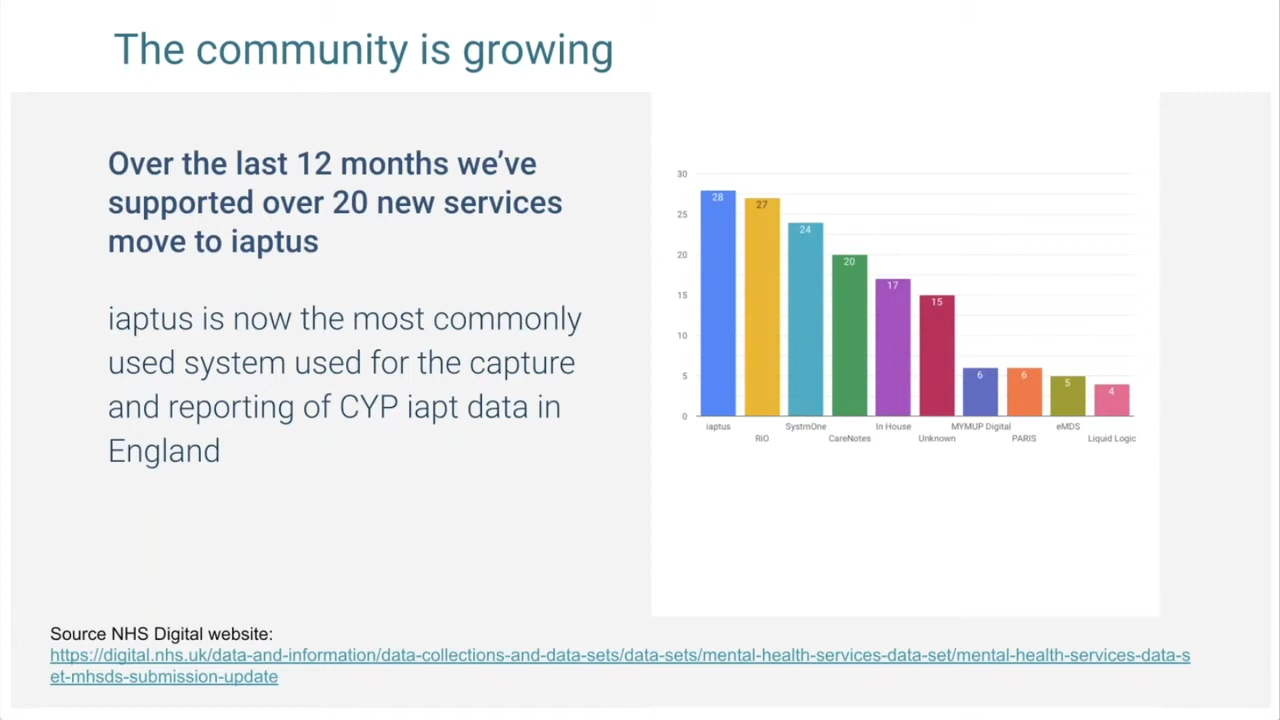 The community is growing
Over the last 12 months we've
supported over 20 new services
move to iaptus
iaptus is now the most commonly
used system used for the capture
and reporting of CYP iapt data in
England
30
25
20
15
10
5
0
28
27
24
20
17
15
6
6
5
4
iaptus
RiO
SystmOne
CareNotes
In House
Unknown
MYMUP Digital
PARIS
eMDS
Liquid Logic
Source NHS Digital website:
https://digital.nhs.uk/data-and-information/data-collections-and-data-sets/data-sets/mental-health-services-data-set/mental-health-services-data-s
et-mhsds-submission-update